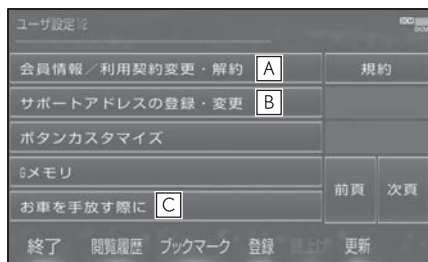 ユーザ設定1/2
会員情報／利用契約変更・解約 A 規約
サポートアドレスの登録・変更 B
ボタンカスタマイズ
Gメモリ
お車を手放す際に C
前頁 次頁
終了 閲覧履歴 ブックマーク 登録 更新